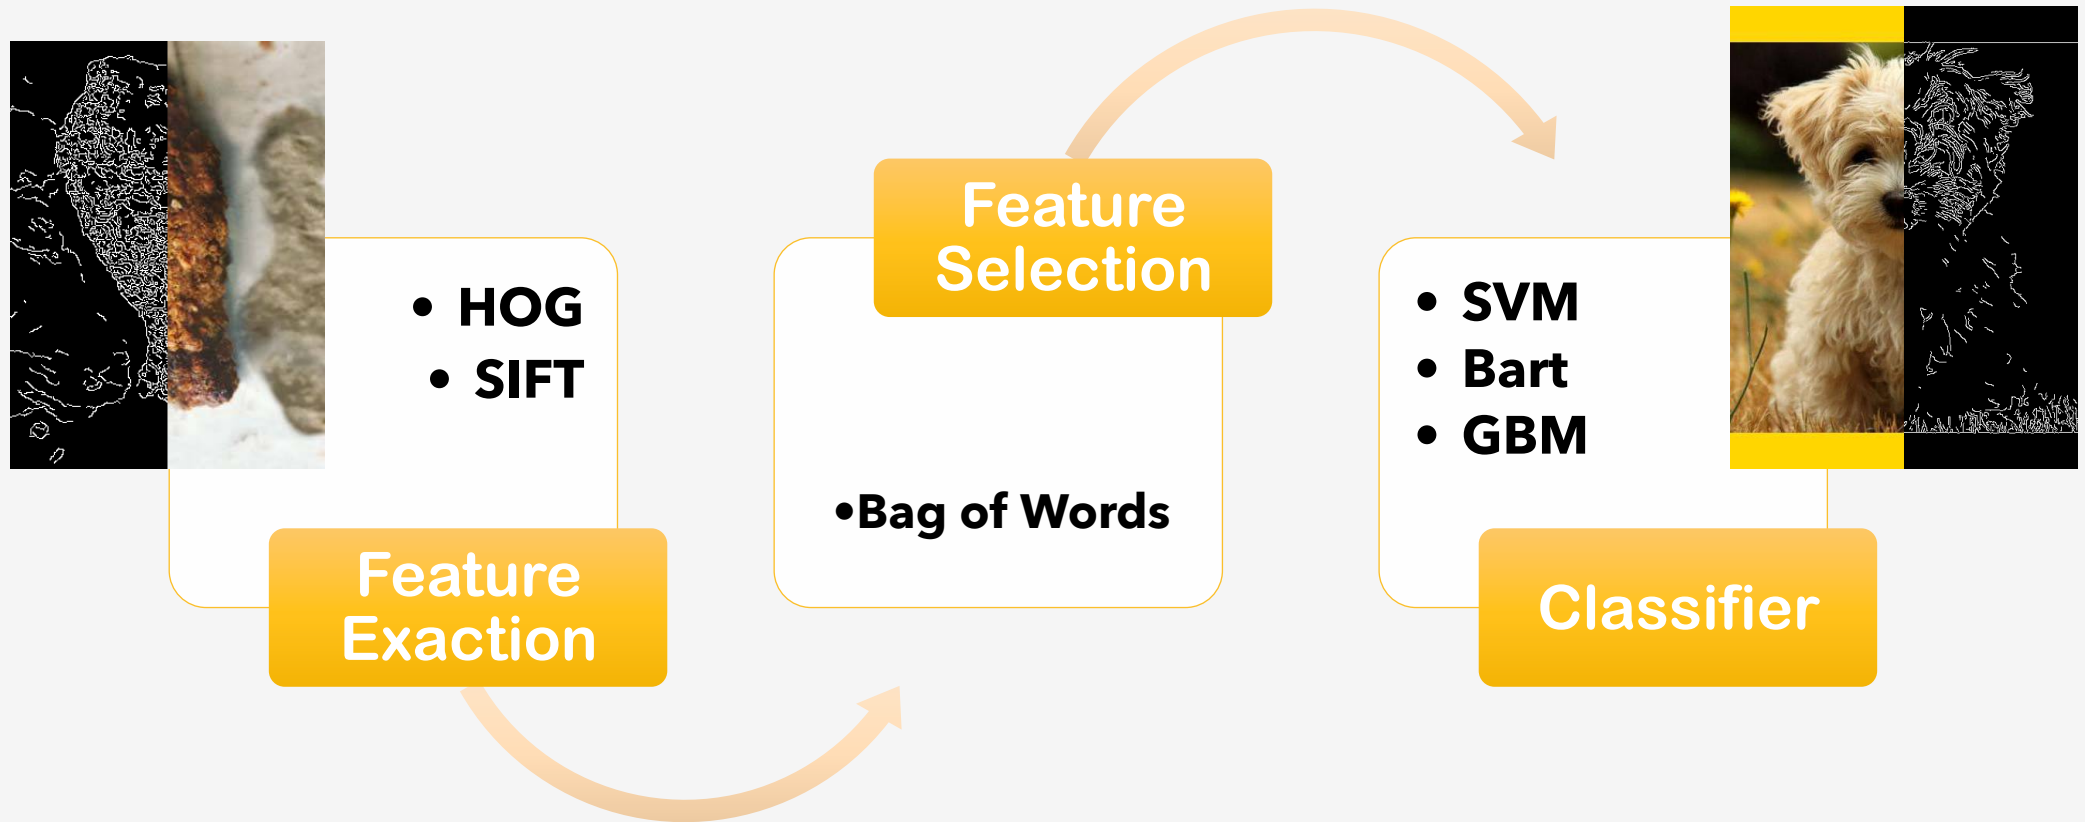 • HOG
• SIFT
Feature
Exaction
Feature
Selection
•Bag of Words
• SVM
• Bart
• GBM
Classifier